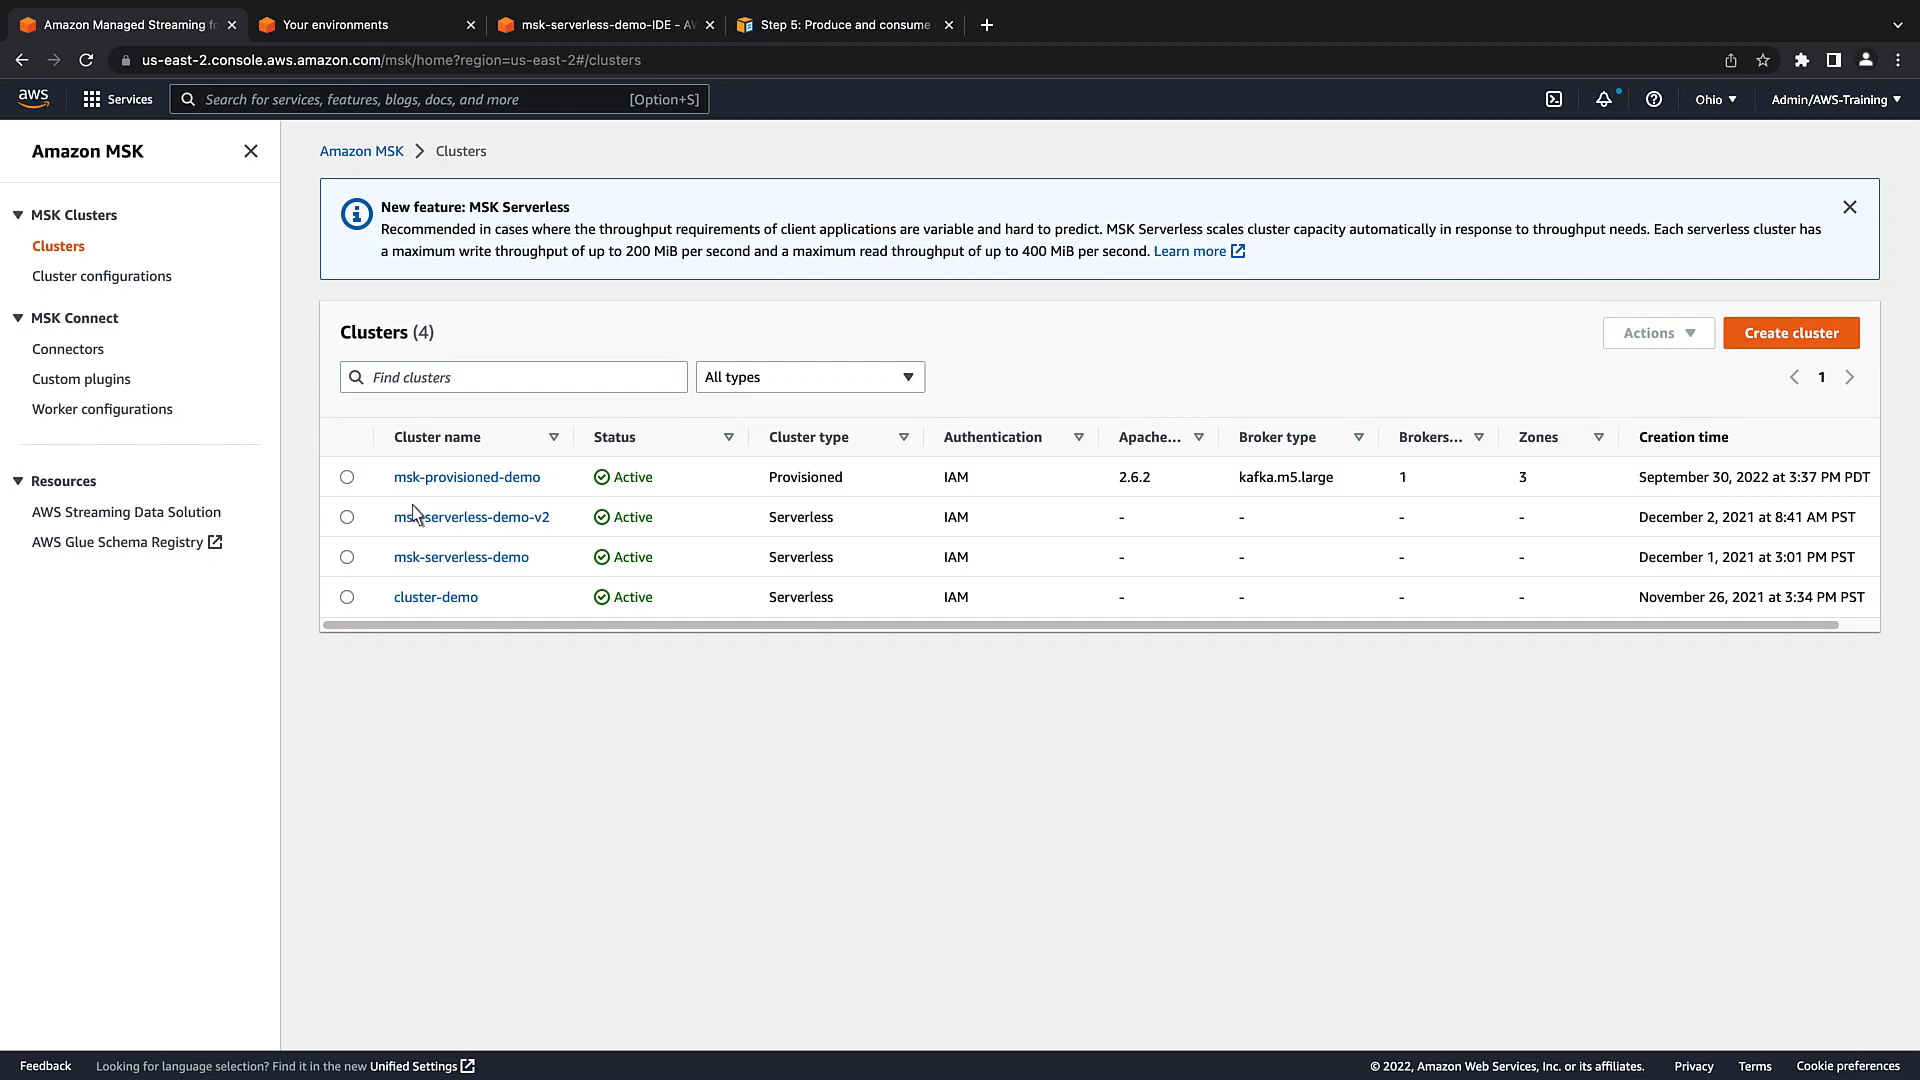 Amazon Managed Streaming fo
Your environments
msk-serverless-demo-IDE - AW
Step 5: Produce and consume
us-east-2.console.aws.amazon.com/msk/home?region=us-east-2#/clusters
aws
Services
Search for services, features, blogs, docs, and more
[Option+S]
Ohio
Admin/AWS-Training
Amazon MSK
MSK Clusters
Clusters
Cluster configurations
MSK Connect
Connectors
Custom plugins
Worker configurations
Resources
AWS Streaming Data Solution
AWS Glue Schema Registry
Amazon MSK > Clusters
New feature: MSK Serverless
Recommended in cases where the throughput requirements of client applications are variable and hard to predict. MSK Serverless scales cluster capacity automatically in response to throughput needs. Each serverless cluster has
a maximum write throughput of up to 200 MiB per second and a maximum read throughput of up to 400 MiB per second. Learn more
Clusters (4)
Actions
Create cluster
Find clusters
All types
1
Cluster name Status Cluster type Authentication Apache... Broker type Brokers... Zones Creation time
msk-provisioned-demo Active Provisioned IAM 2.6.2 kafka.m5.large 1 3 September 30, 2022 at 3:37 PM PDT
msk-serverless-demo-v2 Active Serverless IAM - - - - December 2, 2021 at 8:41 AM PST
msk-serverless-demo Active Serverless IAM - - - - December 1, 2021 at 3:01 PM PST
cluster-demo Active Serverless IAM - - - - November 26, 2021 at 3:34 PM PST
Feedback
Looking for language selection? Find it in the new Unified Settings
© 2022, Amazon Web Services, Inc. or its affiliates.
Privacy
Terms
Cookie preferences